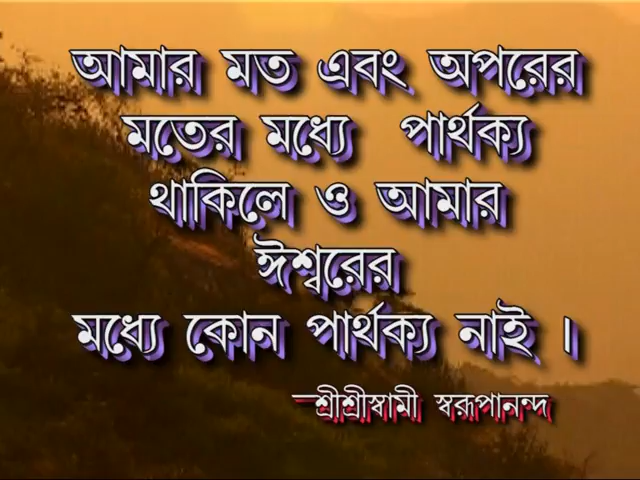 আমার মত এবং অপরের
মতের মধ্যে পার্থক্য
থাকিলে ও আমার
ঈশ্বরের
মধ্যে কোন পার্থক্য নাই ।
—শ্রীশ্রীস্বামী স্বরূপানন্দ